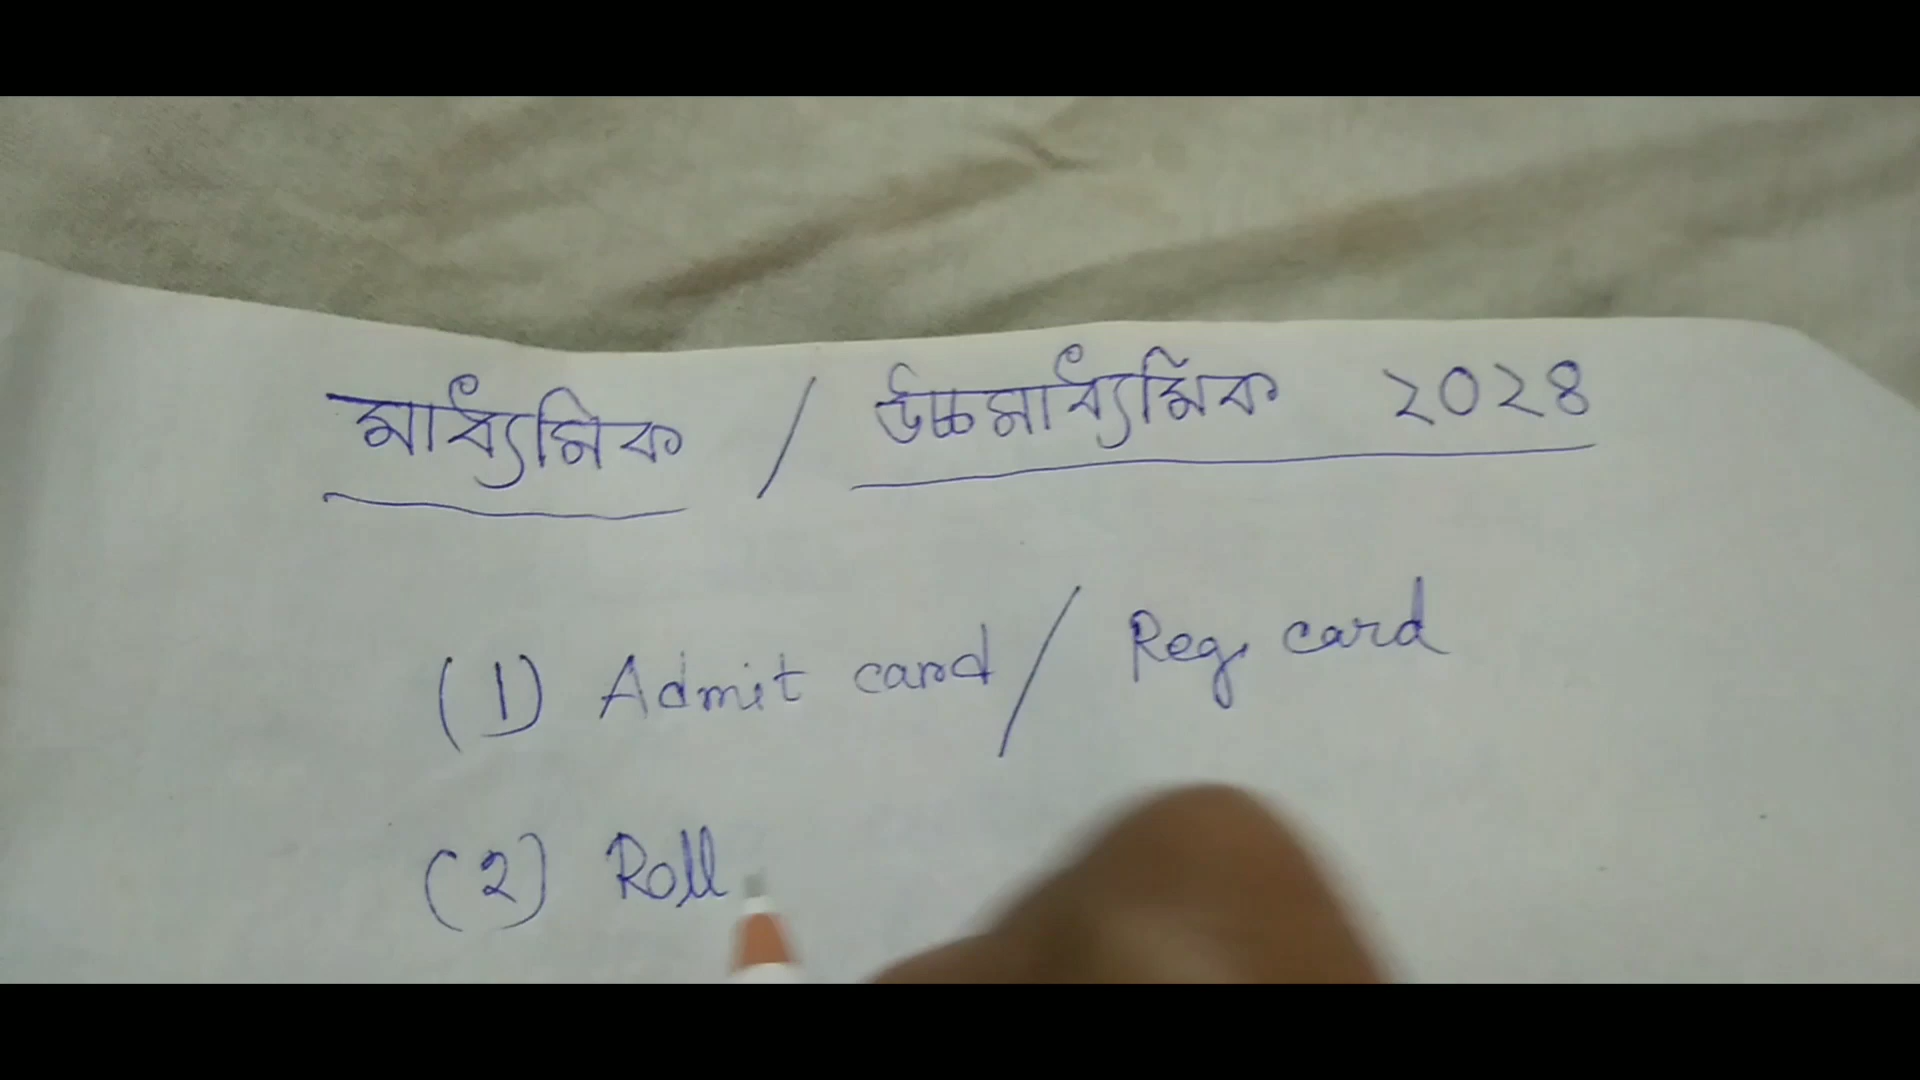 মাধ্যমিক / উচ্চমাধ্যমিক ২০২৪
(1) Admit card / Reg. card
(2) Roll